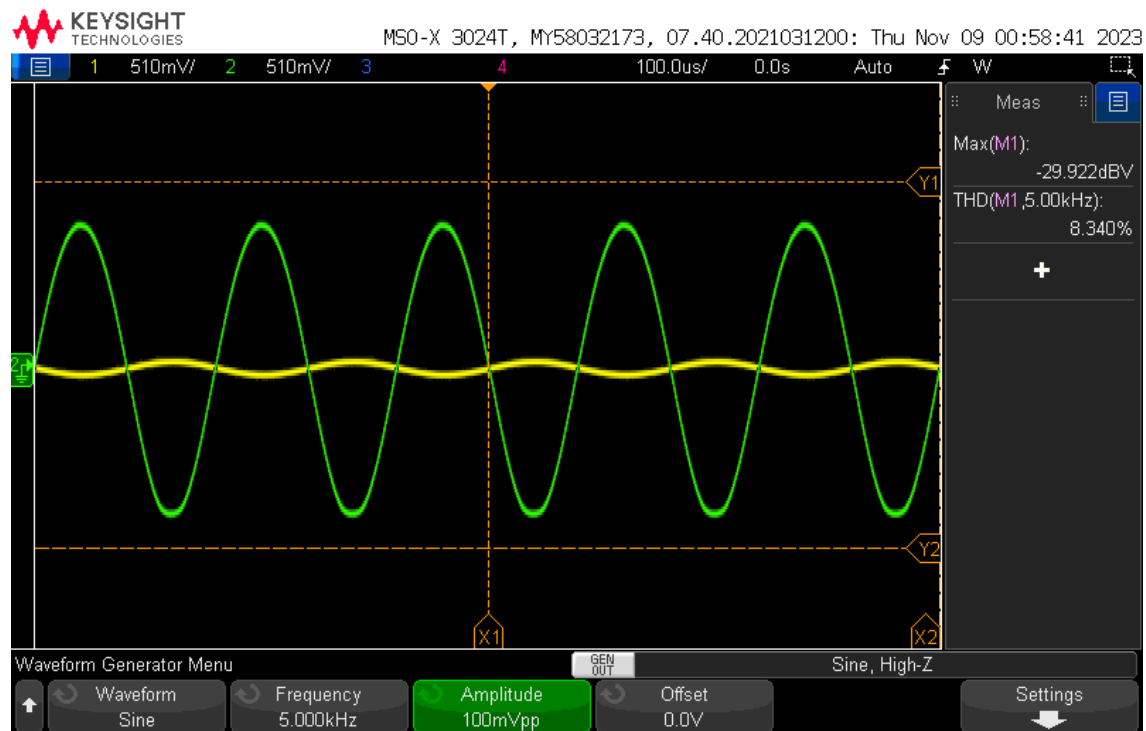 KEYSIGHT
TECHNOLOGIES
MSO-X 3024T, MY58032173, 07.40.2021031200: Thu Nov 09 00:58:41 2023
1 510mV/ 2 510mV/ 3 4 100.0us/ 0.0s Auto W
Meas
Max(M1):
-29.922dBV
THD(M1,5.00kHz):
8.340%
+
Y1
2
Y2
X1 X2
Waveform Generator Menu GEN OUT Sine, High-Z
Waveform Frequency Amplitude Offset Settings
Sine 5.000kHz 100mVpp 0.0V